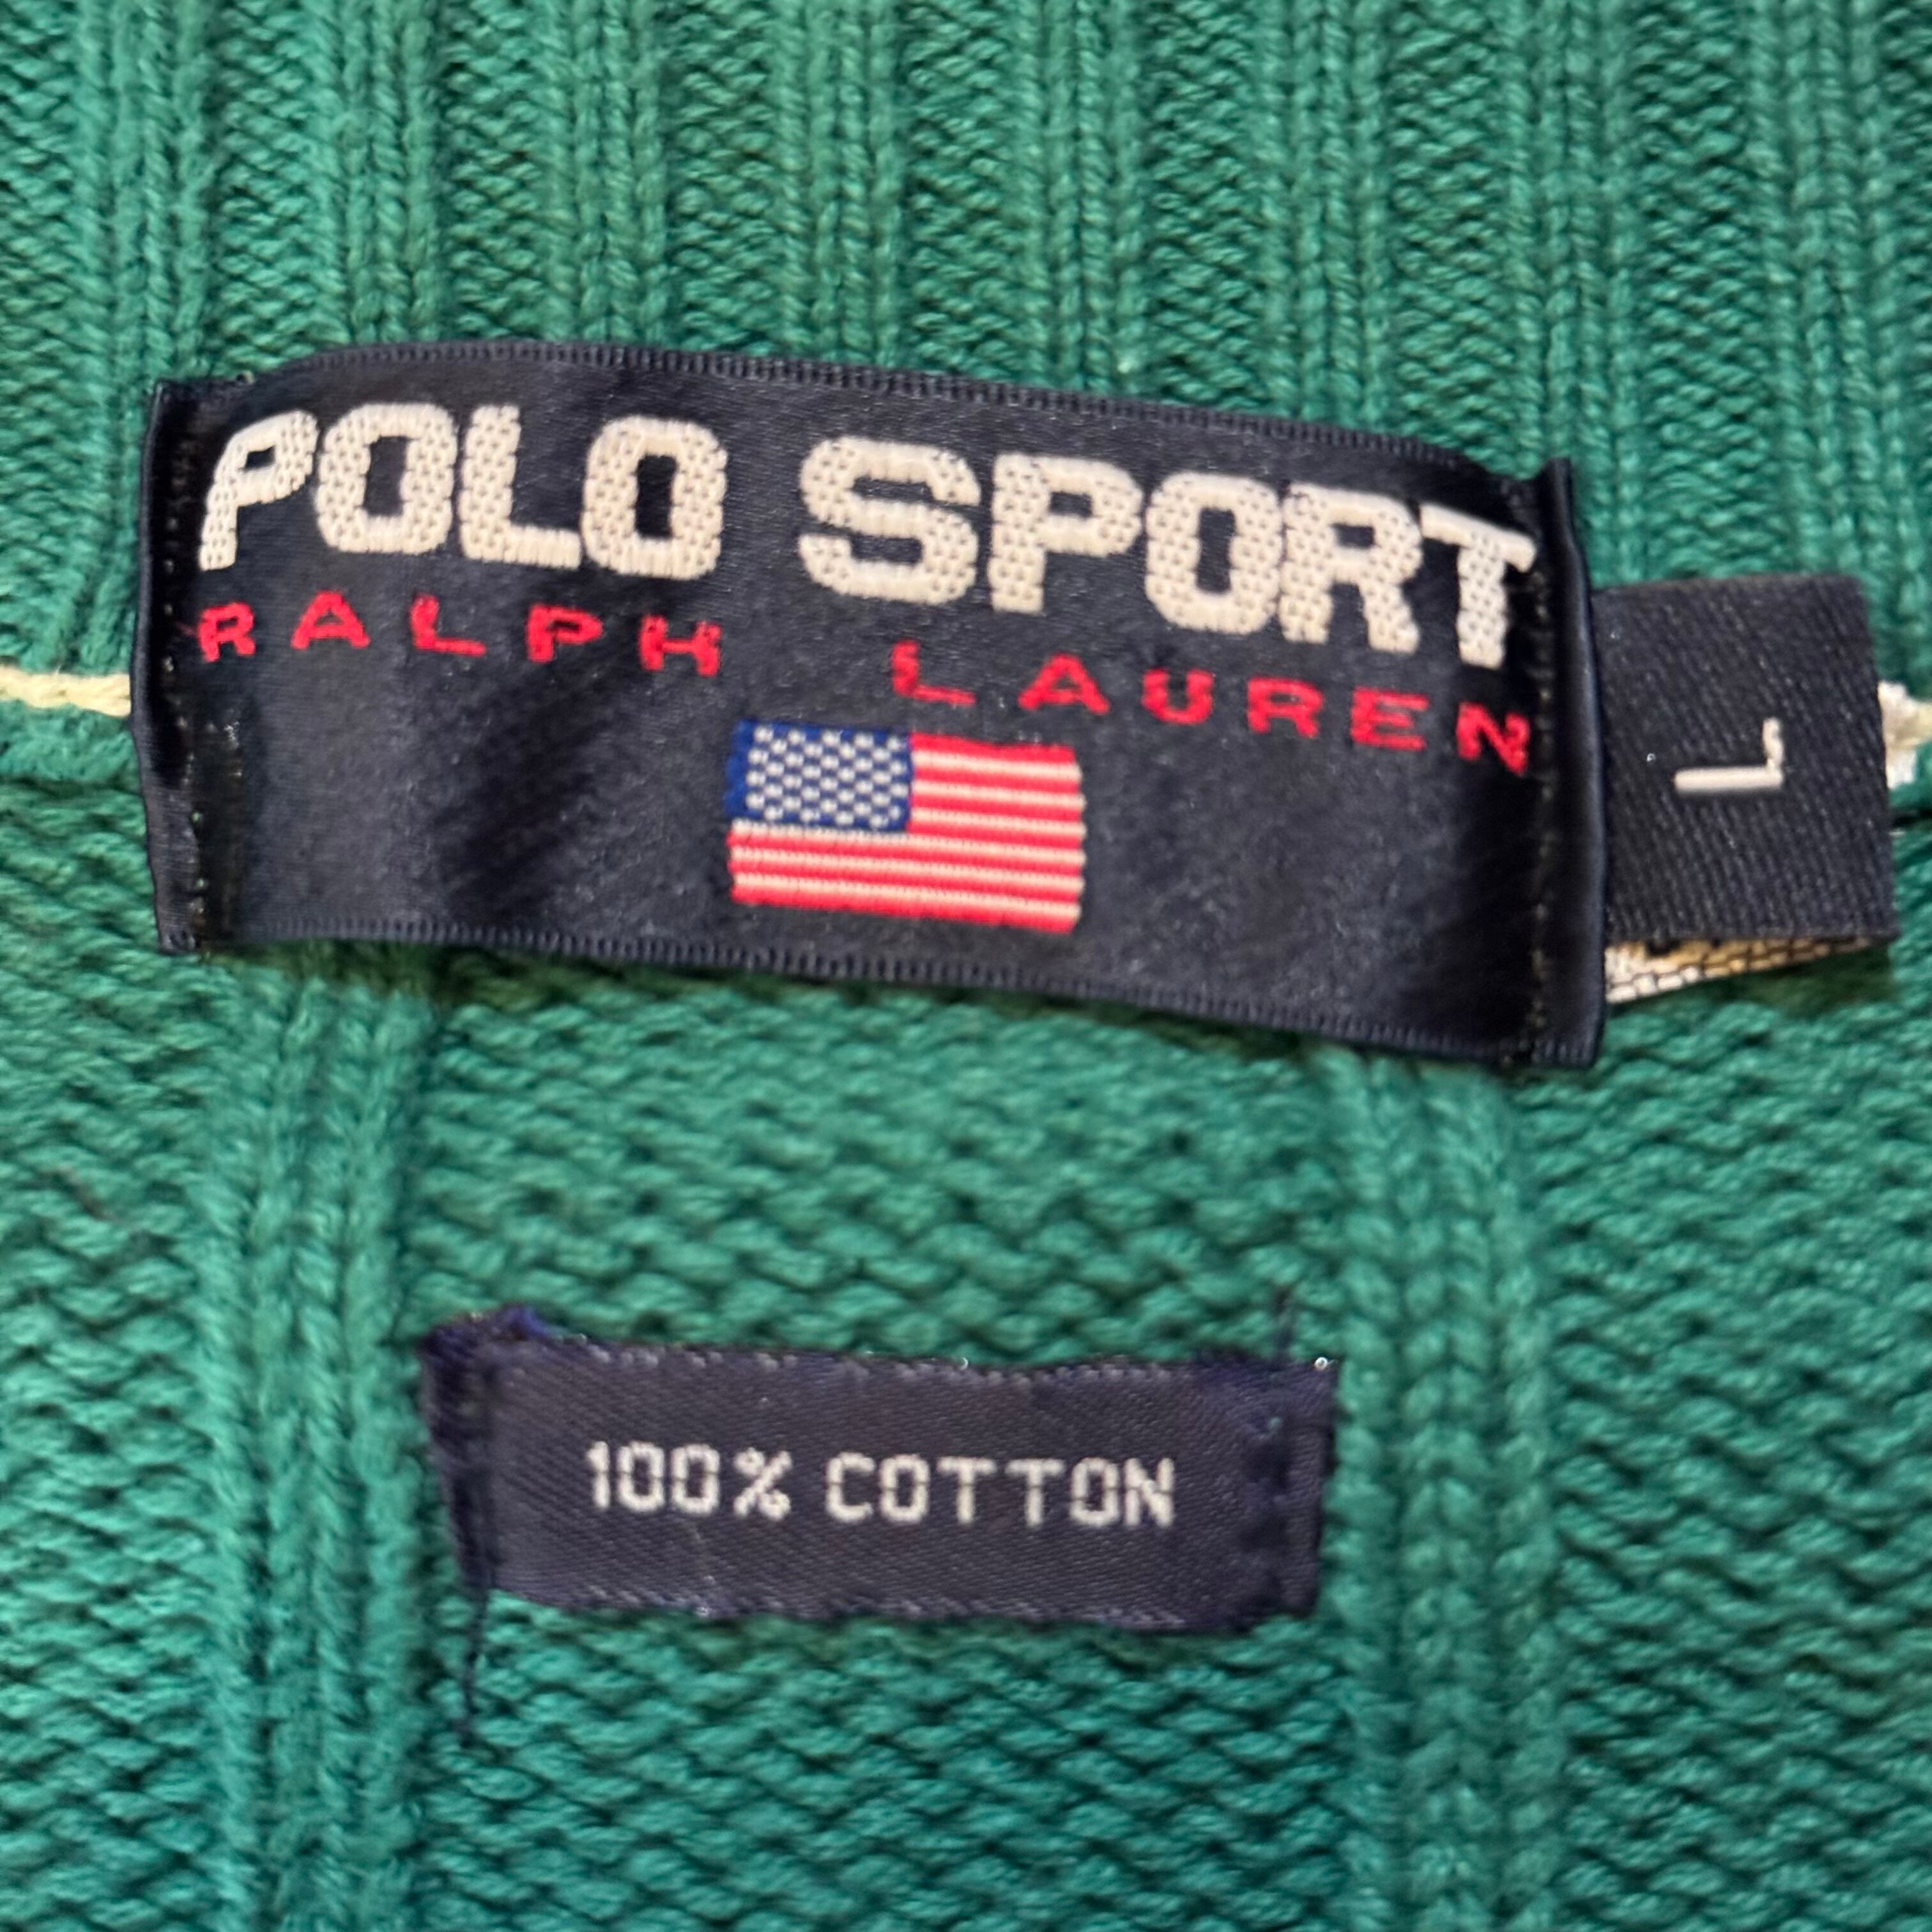 POLO SPORT
RALPH LAUREN
L
100% COTTON